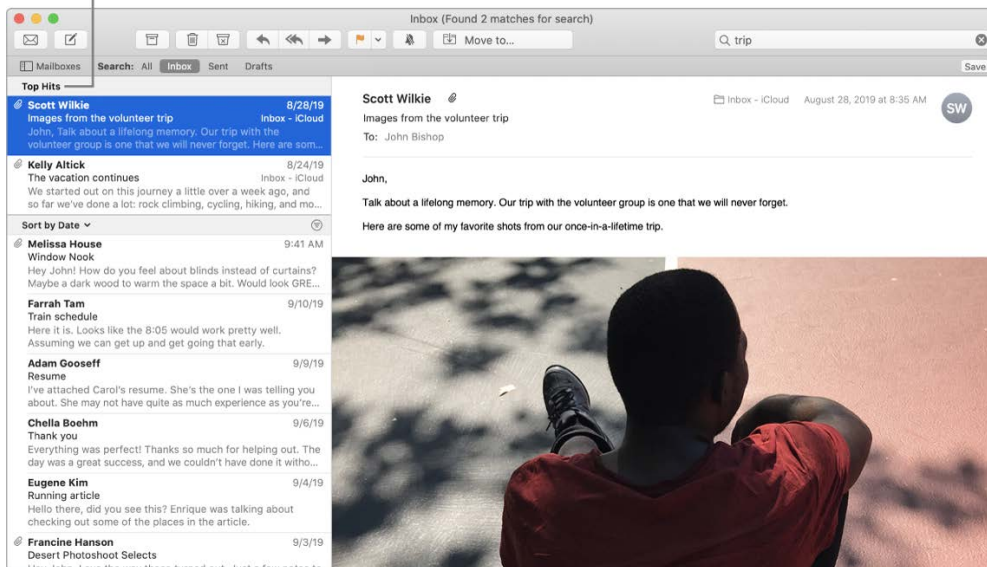 Inbox (Found 2 matches for search)
Move to...
trip
Mailboxes Search: All Inbox Sent Drafts
Save
Top Hits
Scott Wilkie 8/28/19
Images from the volunteer trip Inbox - iCloud
John, Talk about a lifelong memory. Our trip with the
volunteer group is one that we will never forget. Here are som...
Kelly Altick 8/24/19
The vacation continues Inbox - iCloud
We started out on this journey a little over a week ago, and
so far we've done a lot: rock climbing, cycling, hiking, and mo...
Sort by Date
Melissa House 9:41 AM
Window Nook
Hey John! How do you feel about blinds instead of curtains?
Maybe a dark wood to warm the space a bit. Would look GRE...
Farrah Tam 9/10/19
Train schedule
Here it is. Looks like the 8:05 would work pretty well.
Assuming we can get up and get going that early.
Adam Gooseff 9/9/19
Resume
I've attached Carol's resume. She's the one I was telling you
about. She may not have quite as much experience as you're...
Chella Boehm 9/6/19
Thank you
Everything was perfect! Thanks so much for helping out. The
day was a great success, and we couldn't have done it witho...
Eugene Kim 9/4/19
Running article
Hello there, did you see this? Enrique was talking about
checking out some of the places in the article.
Francine Hanson 9/3/19
Desert Photoshoot Selects
Scott Wilkie Inbox - iCloud August 28, 2019 at 8:35 AM
SW
Images from the volunteer trip
To: John Bishop
John,
Talk about a lifelong memory. Our trip with the volunteer group is one that we will never forget.
Here are some of my favorite shots from our once-in-a-lifetime trip.